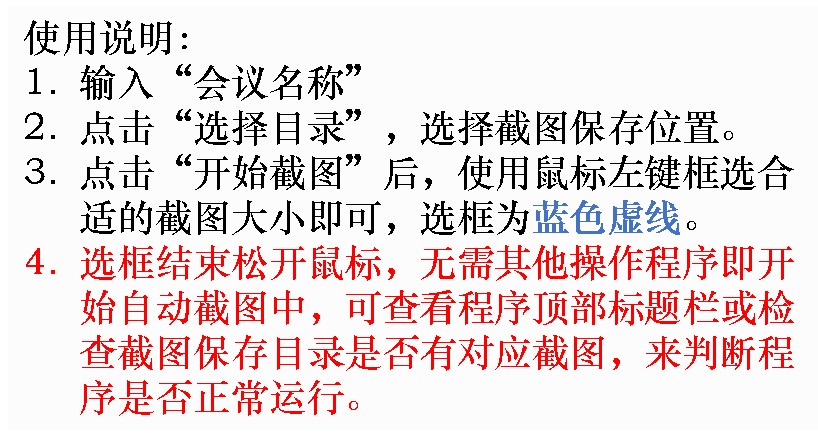 使用说明:
1. 输入“会议名称”
2. 点击“选择目录”，选择截图保存位置。
3. 点击“开始截图”后，使用鼠标左键框选合
适的截图大小即可，选框为蓝色虚线。
4. 选框结束松开鼠标，无需其他操作程序即开
始自动截图中，可查看程序顶部标题栏或检
查截图保存目录是否有对应截图，来判断程
序是否正常运行。